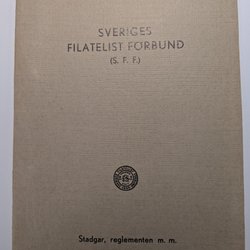 SVERIGES
FILATELIST FÖRBUND
(S. F. F.)
Stadgar, reglementen m. m.